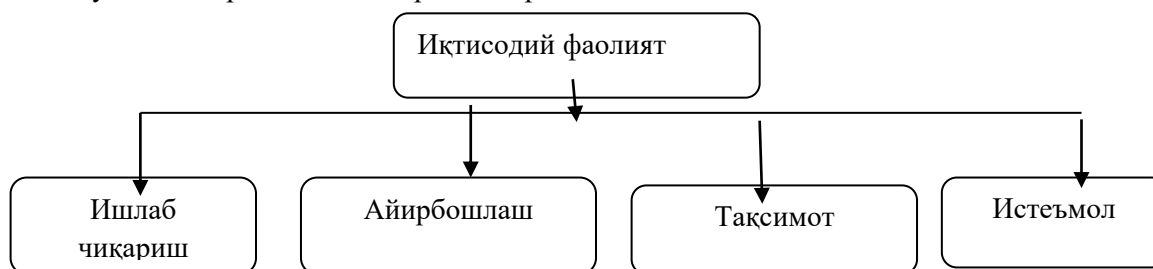 Иқтисодий фаолият
Ишлаб
чиқариш
Айирбошлаш
Тақсимот
Истеъмол